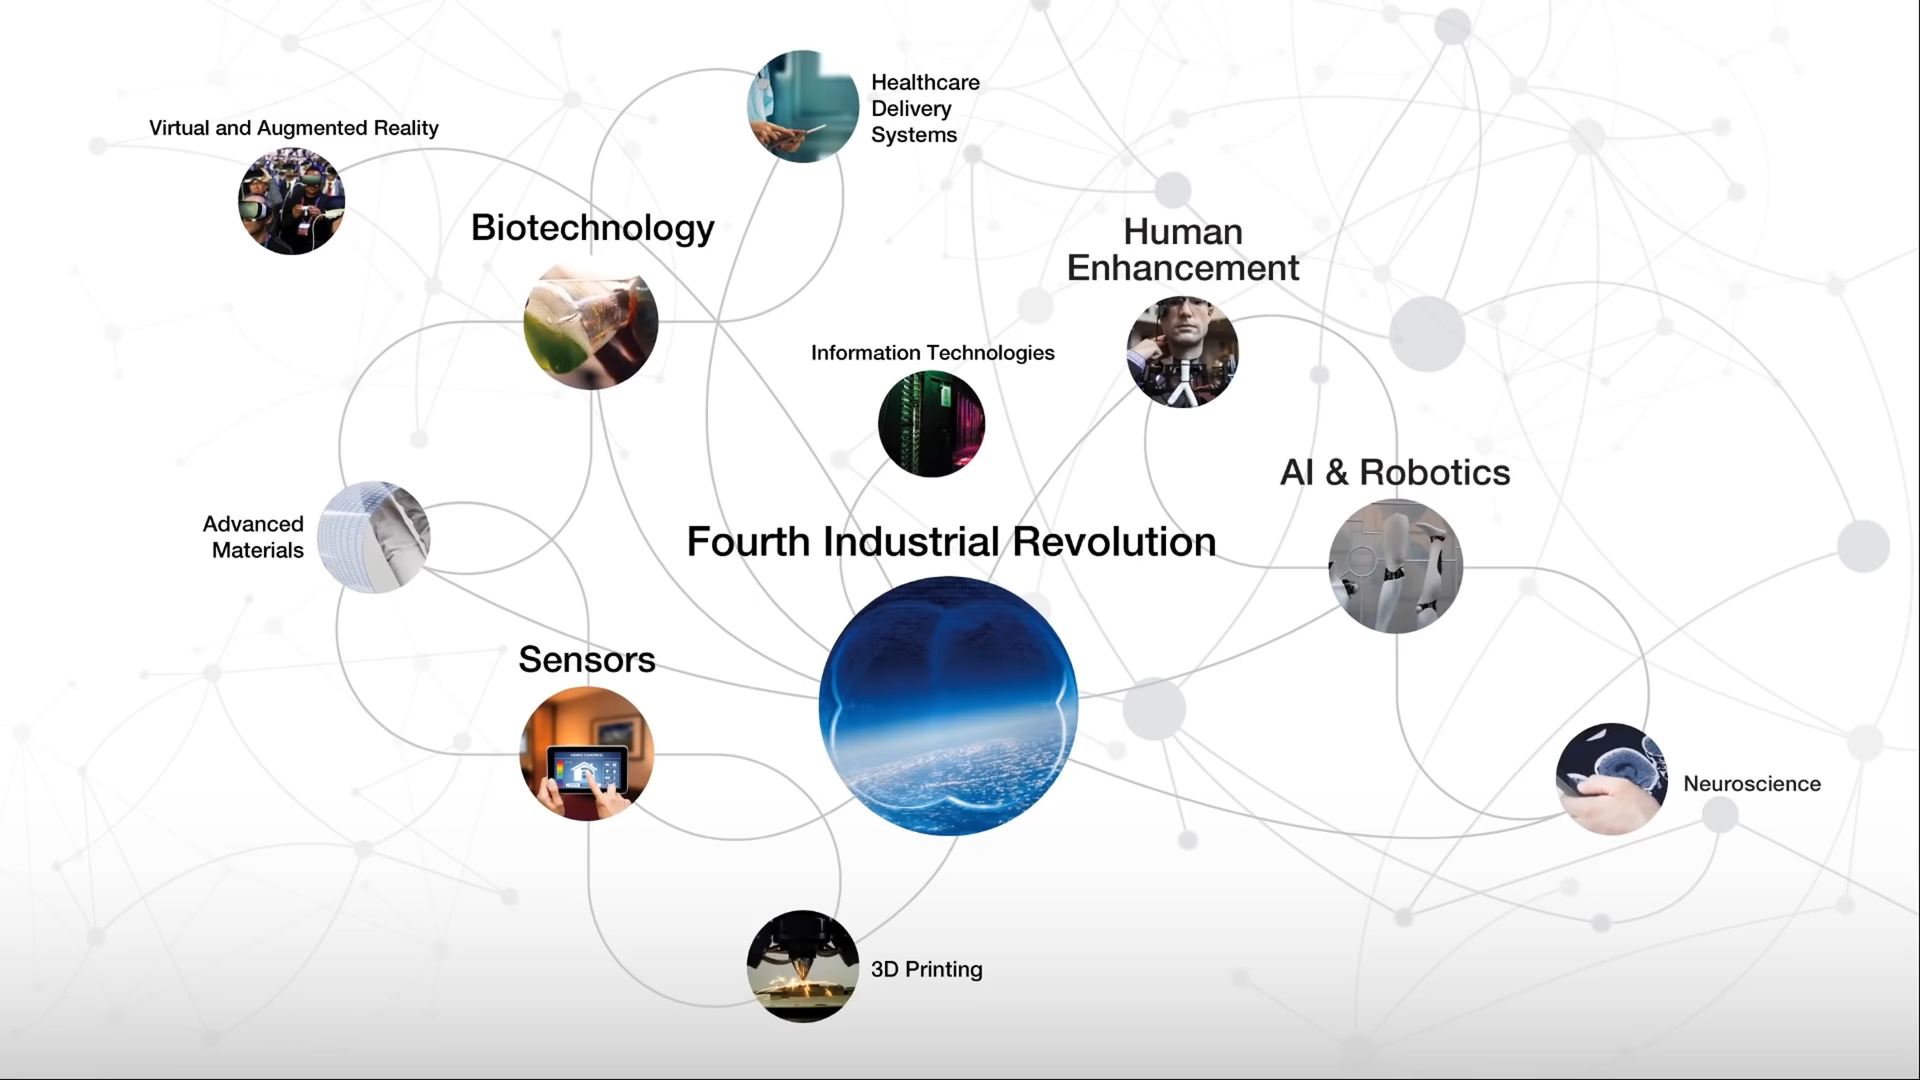 Healthcare
Delivery
Systems
Virtual and Augmented Reality
Biotechnology
Human
Enhancement
Information Technologies
AI & Robotics
Advanced
Materials
Fourth Industrial Revolution
Sensors
Neuroscience
3D Printing